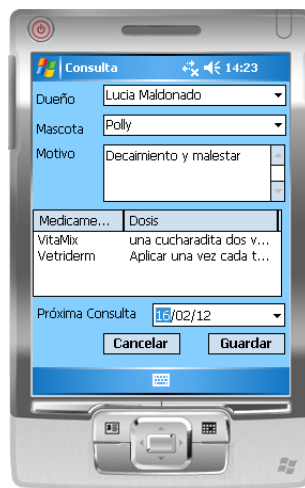 Consulta 14:23
Dueño Lucia Maldonado
Mascota Polly
Motivo Decaimiento y malestar
Medicame... Dosis
VitaMix una cucharadita dos v...
Vetriderm Aplicar una vez cada t...
Próxima Consulta 16/02/12
Cancelar Guardar